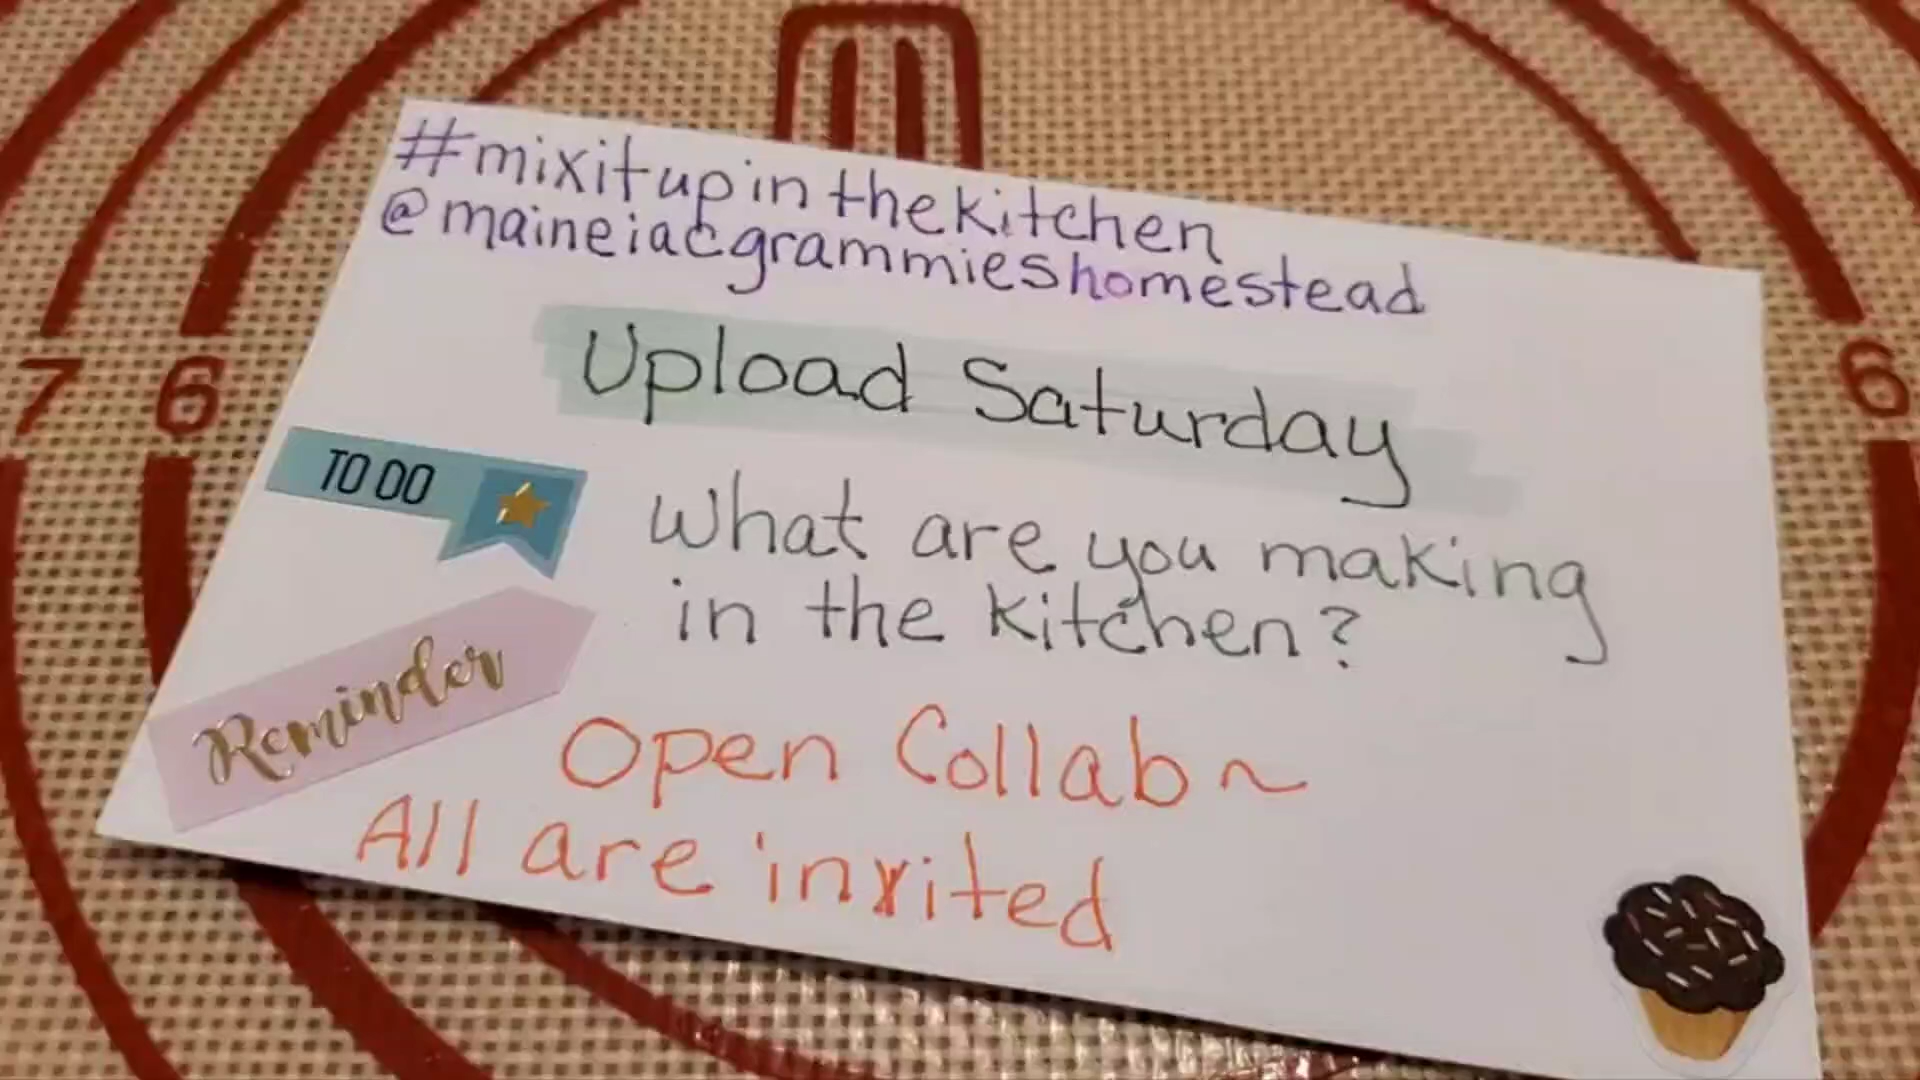 #mixitupinthekitchen
@maineiacgrammieshomestead
Upload Saturday
TO DO
What are you making
in the kitchen?
Reminder
Open Collab ~
All are invited
7 6
6